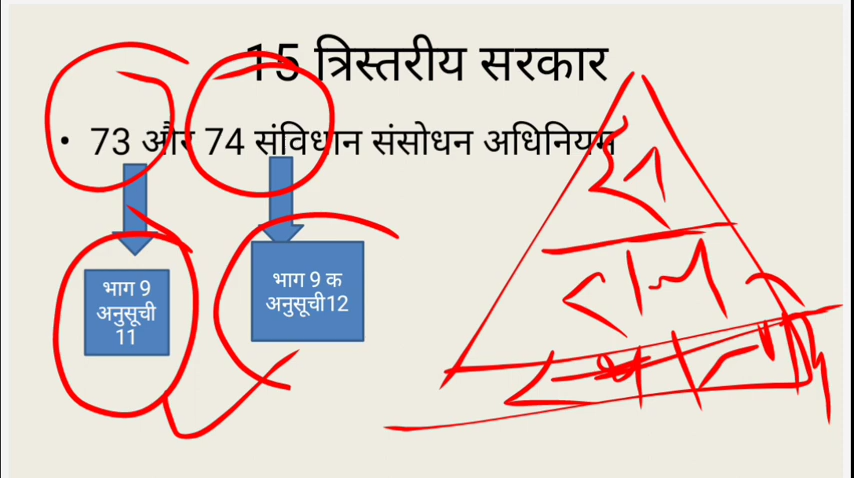 15 त्रिस्तरीय सरकार
• 73 और 74 संविधान संसोधन अधिनियम
भाग 9
अनुसूची
11
भाग 9 क
अनुसूची12